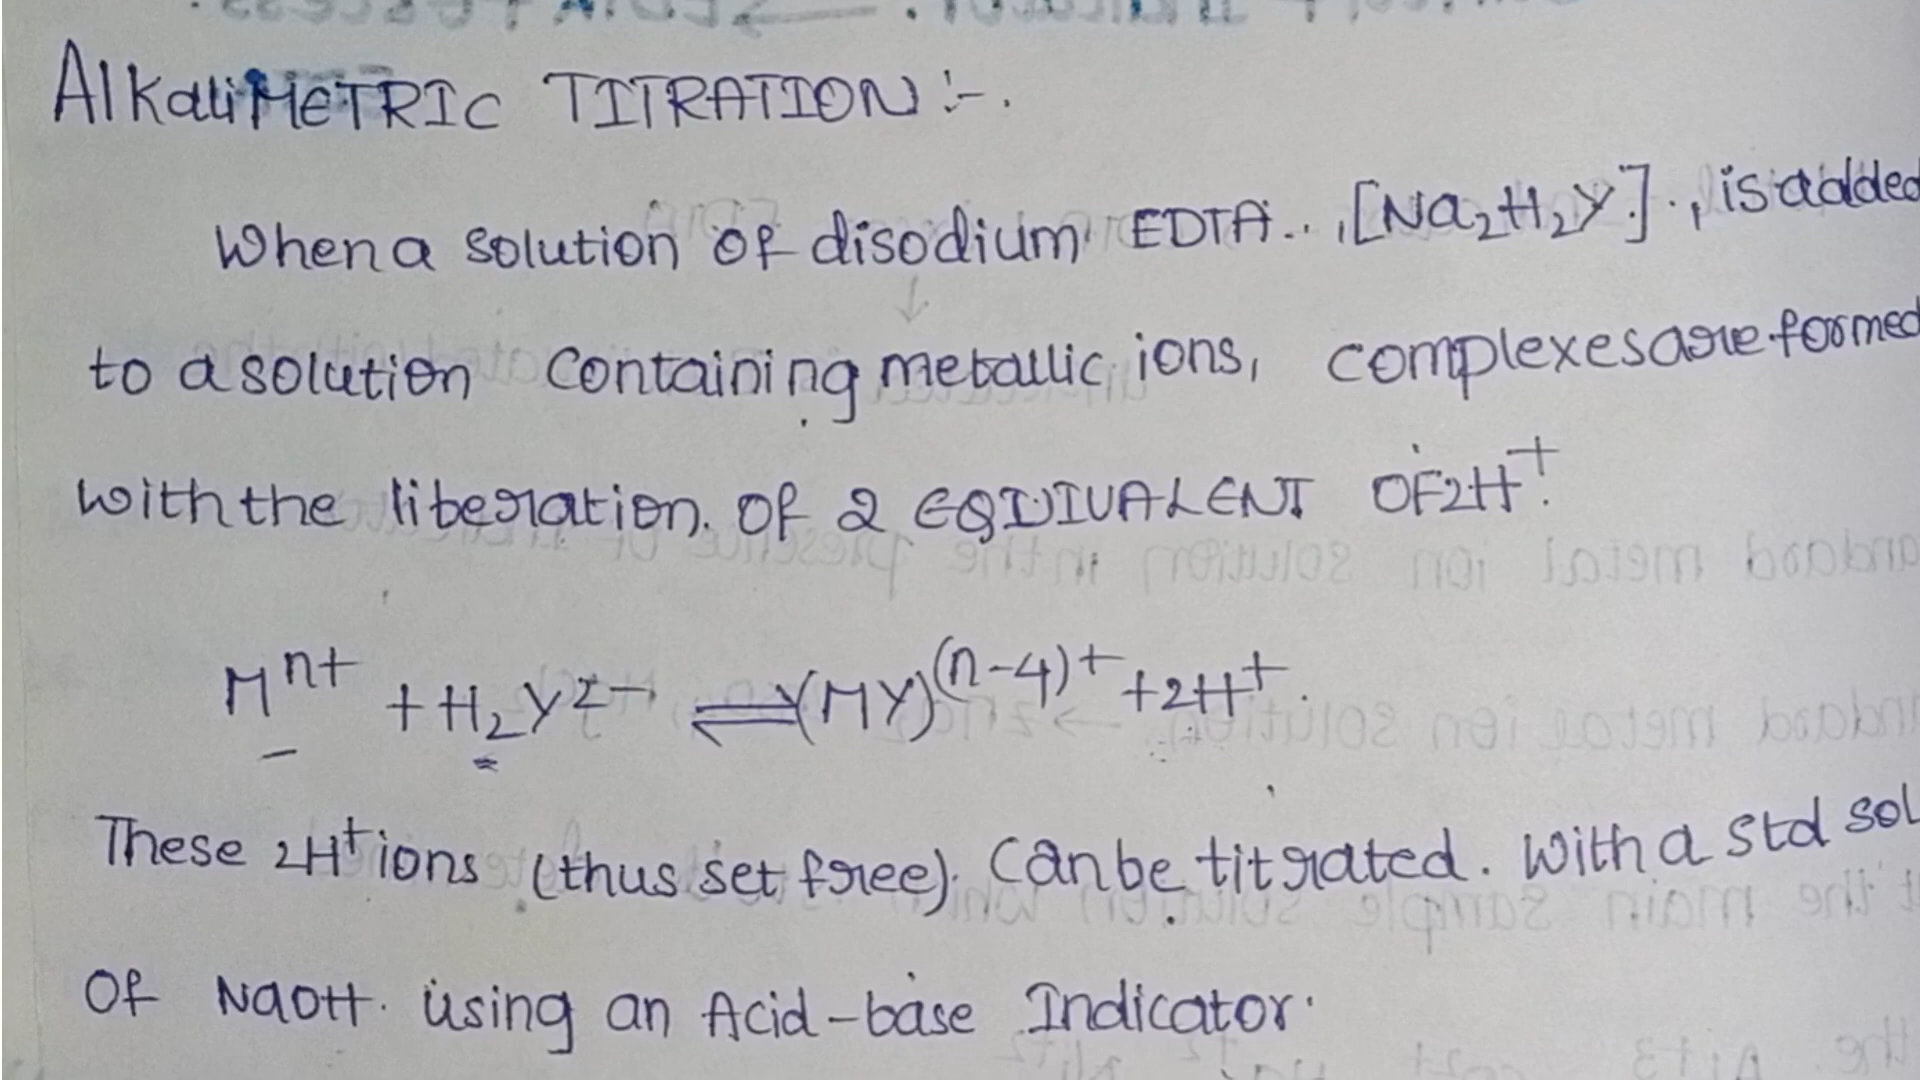 AlkaliMETRIC TITRATION :-.
When a solution of disodium EDTA.., [Na₂H₂Y]., is added
to a solution containing metallic ions, complexes are formed
with the liberation. Of 2 EQUIVALENT OF 2H⁺.
Mⁿ⁺ + H₂Y²⁻ ⇌ (MY)⁽ⁿ⁻⁴⁾⁺ + 2H⁺.
These 2H⁺ ions (thus set free). Can be titrated. With a std sol
Of NaOH. using an Acid-base Indicator.